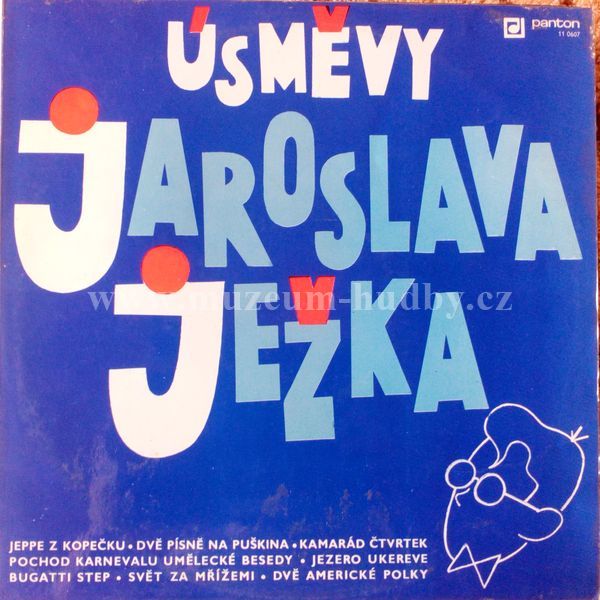 panton
11 0607
ÚSMĚVY
JAROSLAVA
JEŽKA
www.muzeum-hudby.cz
JEPPE Z KOPEČKU • DVĚ PÍSNĚ NA PUŠKINA • KAMARÁD ČTVRTEK
POCHOD KARNEVALU UMĚLECKÉ BESEDY • JEZERO UKEREVE
BUGATTI STEP • SVĚT ZA MŘÍŽEMI • DVĚ AMERICKÉ POLKY